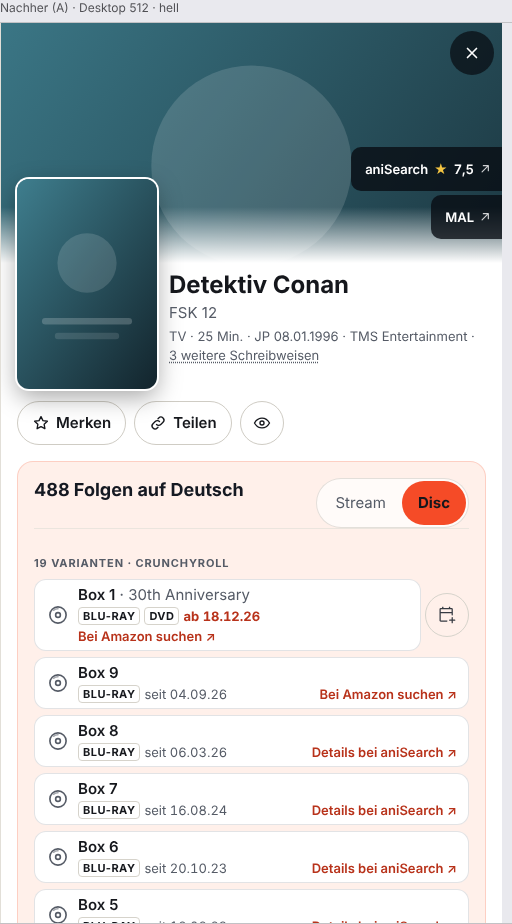 Nachher (A) · Desktop 512 · hell
aniSearch ★ 7,5 ↗
MAL ↗
Detektiv Conan
FSK 12
TV · 25 Min. · JP 08.01.1996 · TMS Entertainment ·
3 weitere Schreibweisen
Merken Teilen
488 Folgen auf Deutsch Stream Disc
19 VARIANTEN · CRUNCHYROLL
Box 1 · 30th Anniversary
BLU-RAY DVD ab 18.12.26
Bei Amazon suchen ↗
Box 9
BLU-RAY seit 04.09.26 Bei Amazon suchen ↗
Box 8
BLU-RAY seit 06.03.26 Details bei aniSearch ↗
Box 7
BLU-RAY seit 16.08.24 Details bei aniSearch ↗
Box 6
BLU-RAY seit 20.10.23 Details bei aniSearch ↗
Box 5